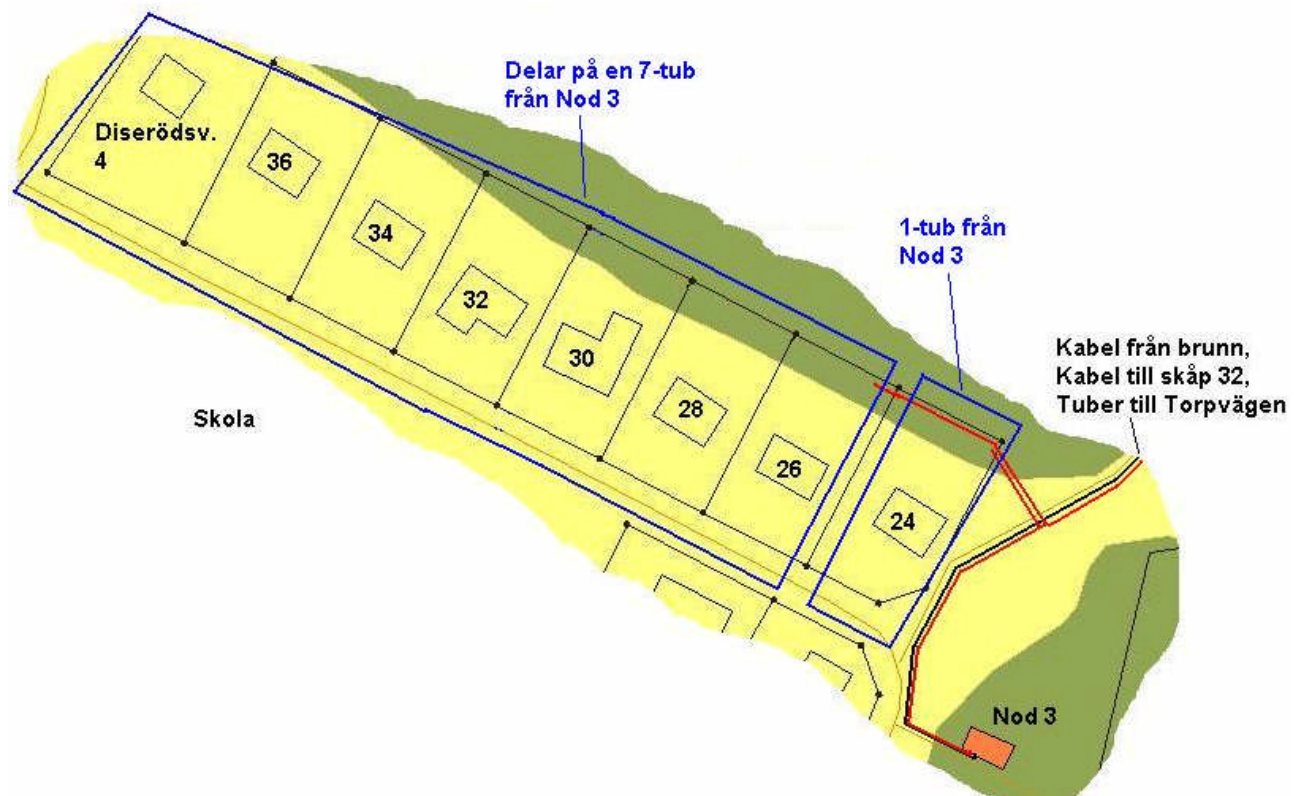 Delar på en 7-tub
från Nod 3
Diserödsv.
4
36
34
32
30
28
26
24
1-tub från
Nod 3
Kabel från brunn,
Kabel till skåp 32,
Tuber till Torpvägen
Skola
Nod 3